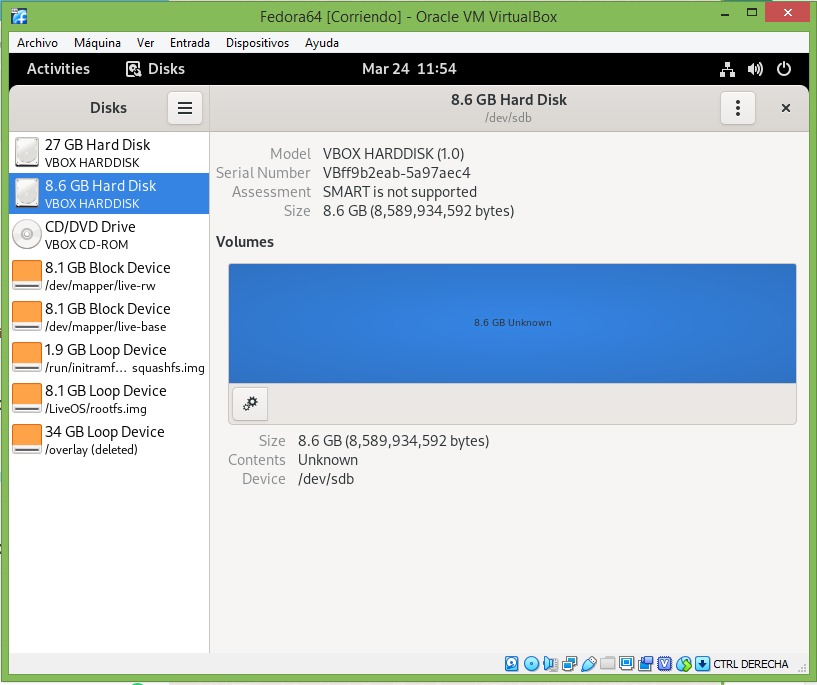 Fedora64 [Corriendo] - Oracle VM VirtualBox
Archivo Máquina Ver Entrada Dispositivos Ayuda
Activities Disks Mar 24 11:54
Disks
8.6 GB Hard Disk
/dev/sdb
27 GB Hard Disk
VBOX HARDDISK
8.6 GB Hard Disk
VBOX HARDDISK
CD/DVD Drive
VBOX CD-ROM
8.1 GB Block Device
/dev/mapper/live-rw
8.1 GB Block Device
/dev/mapper/live-base
1.9 GB Loop Device
/run/initramf... squashfs.img
8.1 GB Loop Device
/LiveOS/rootfs.img
34 GB Loop Device
/overlay (deleted)
Model VBOX HARDDISK (1.0)
Serial Number VBff9b2eab-5a97aec4
Assessment SMART is not supported
Size 8.6 GB (8,589,934,592 bytes)
Volumes
8.6 GB Unknown
Size 8.6 GB (8,589,934,592 bytes)
Contents Unknown
Device /dev/sdb
CTRL DERECHA